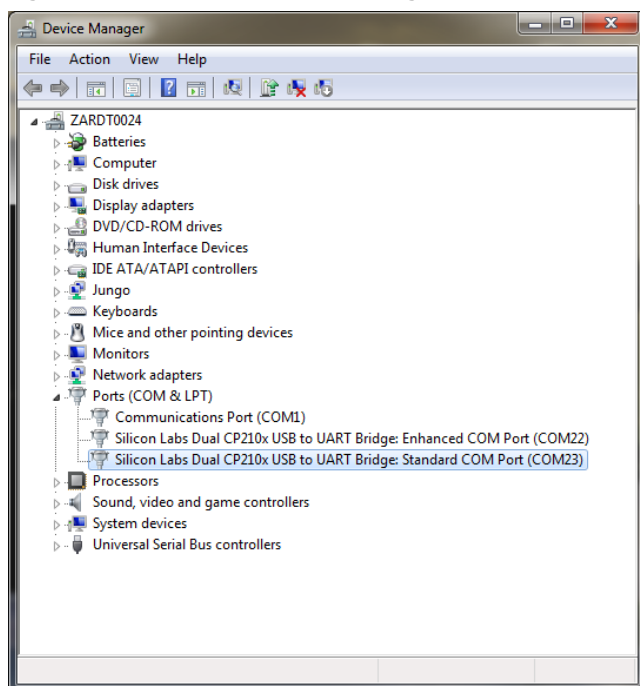 Device Manager
File Action View Help
ZARDT0024
Batteries
Computer
Disk drives
Display adapters
DVD/CD-ROM drives
Human Interface Devices
IDE ATA/ATAPI controllers
Jungo
Keyboards
Mice and other pointing devices
Monitors
Network adapters
Ports (COM & LPT)
Communications Port (COM1)
Silicon Labs Dual CP210x USB to UART Bridge: Enhanced COM Port (COM22)
Silicon Labs Dual CP210x USB to UART Bridge: Standard COM Port (COM23)
Processors
Sound, video and game controllers
System devices
Universal Serial Bus controllers